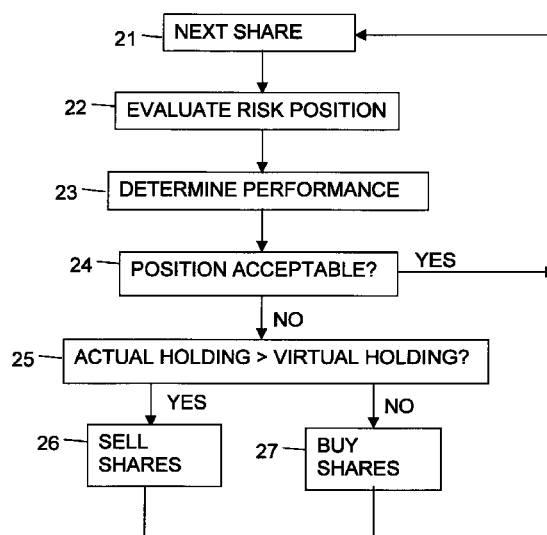 21 NEXT SHARE
22 EVALUATE RISK POSITION
23 DETERMINE PERFORMANCE
24 POSITION ACCEPTABLE? YES
NO
25 ACTUAL HOLDING > VIRTUAL HOLDING?
YES NO
26 SELL
SHARES
27 BUY
SHARES